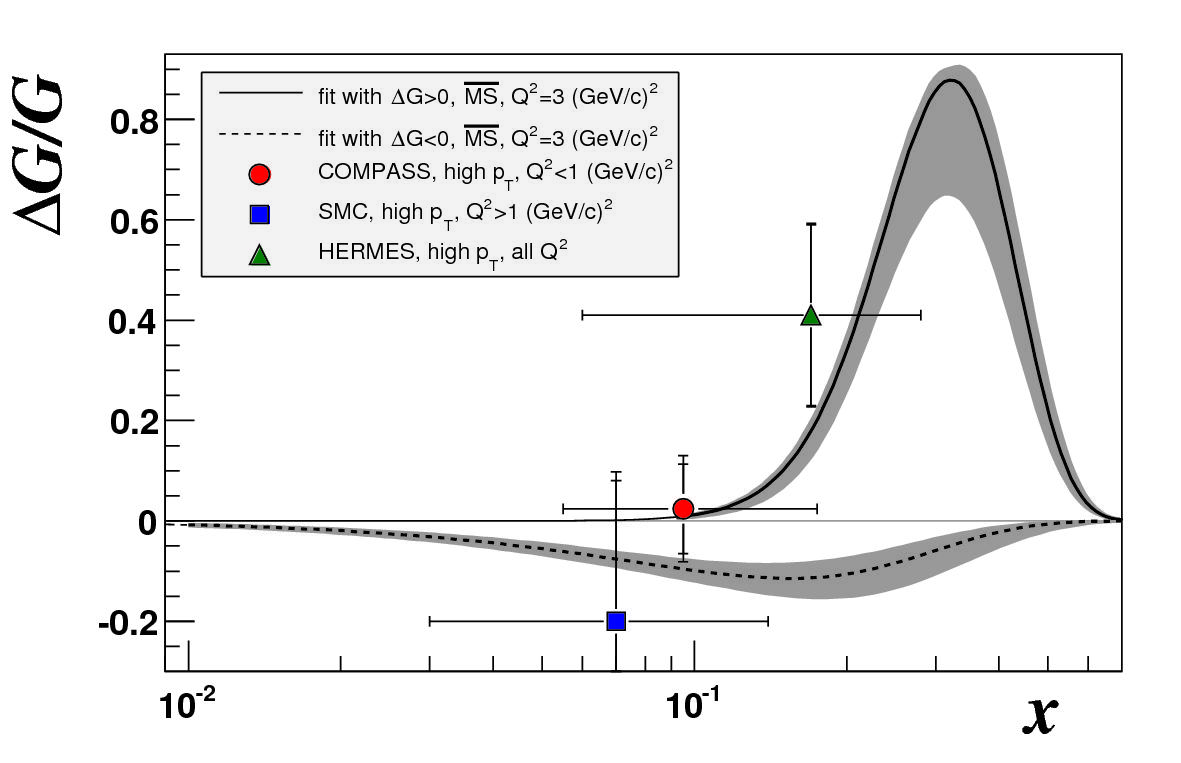 ΔG/G
fit with ΔG>0, M̅S̅, Q²=3 (GeV/c)²
fit with ΔG<0, M̅S̅, Q²=3 (GeV/c)²
COMPASS, high p_T, Q²<1 (GeV/c)²
SMC, high p_T, Q²>1 (GeV/c)²
HERMES, high p_T, all Q²
0.8
0.6
0.4
0.2
0
-0.2
10⁻² 10⁻¹
x